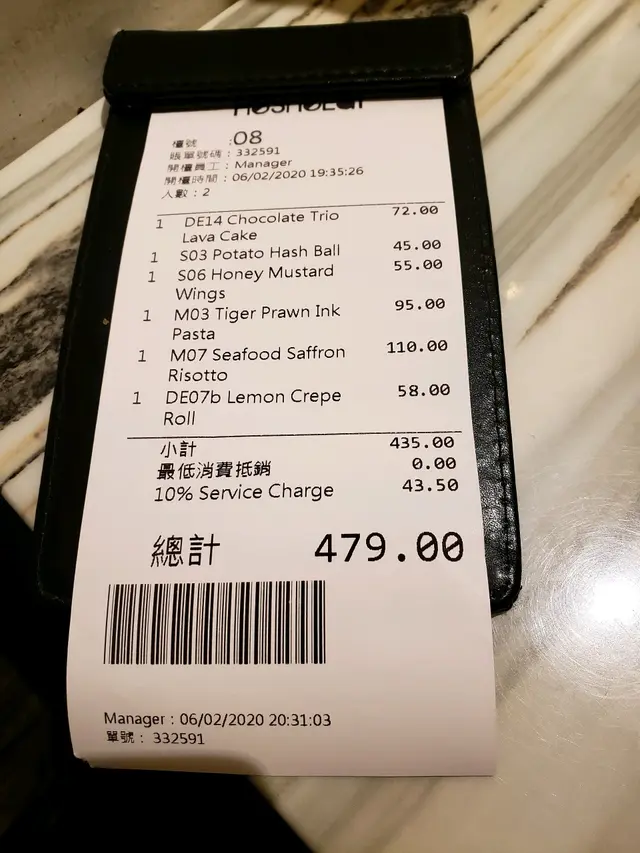 檯號 :08
賬單號碼 : 332591
開檯員工 : Manager
開檯時間 : 06/02/2020 19:35:26
人數 : 2
1 DE14 Chocolate Trio 72.00
Lava Cake
1 S03 Potato Hash Ball 45.00
1 S06 Honey Mustard 55.00
Wings
1 M03 Tiger Prawn Ink 95.00
Pasta
1 M07 Seafood Saffron 110.00
Risotto
1 DE07b Lemon Crepe 58.00
Roll
小計 435.00
最低消費抵銷 0.00
10% Service Charge 43.50
總計 479.00
Manager : 06/02/2020 20:31:03
單號 : 332591